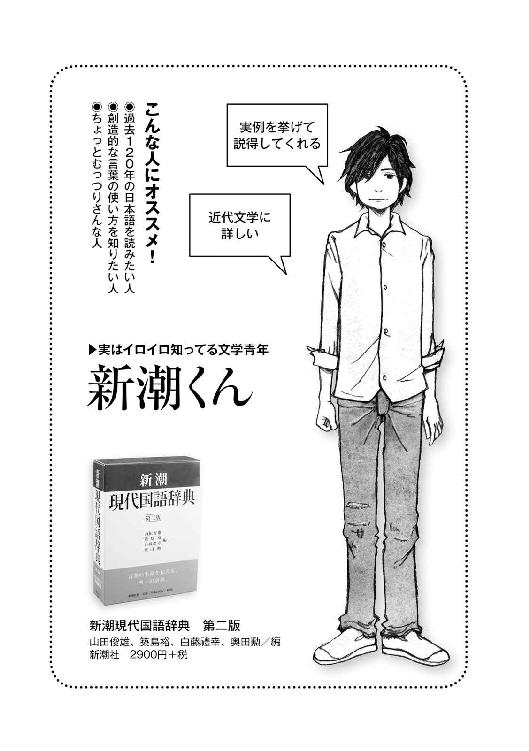 こんな人にオススメ！
◉過去120年の日本語を読みたい人
◉創造的な言葉の使い方を知りたい人
◉ちょっとむっつりさんな人
実例を挙げて
説得してくれる
近代文学に
詳しい
▶実はイロイロ知ってる文学青年
新潮くん
新潮
現代国語辞典
第二版
現代国語辞典
新潮現代国語辞典　第二版
山田俊雄、築島裕、白藤禮幸、奥田勲／編
新潮社　2900円＋税